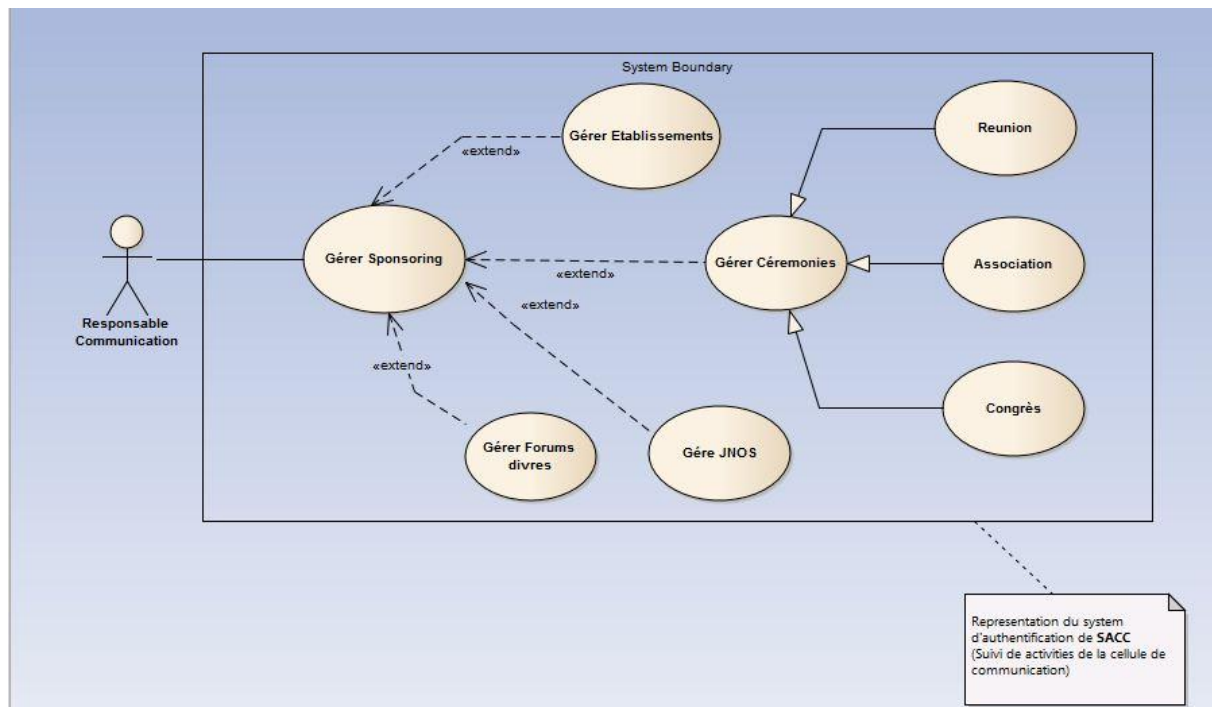 System Boundary
Gérer Etablissements
Reunion
«extend»
Gérer Sponsoring
«extend»
Gérer Céremonies
Association
«extend»
Responsable
Communication
«extend»
Gérer Forums
divres
Gére JNOS
Congrès
Representation du system
d'authentification de SACC
(Suivi de activities de la cellule de
communication)